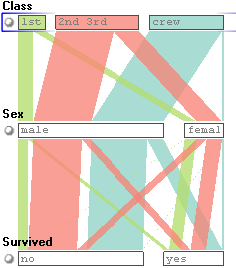 Class
1st 2nd 3rd crew
Sex
male femal
Survived
no yes